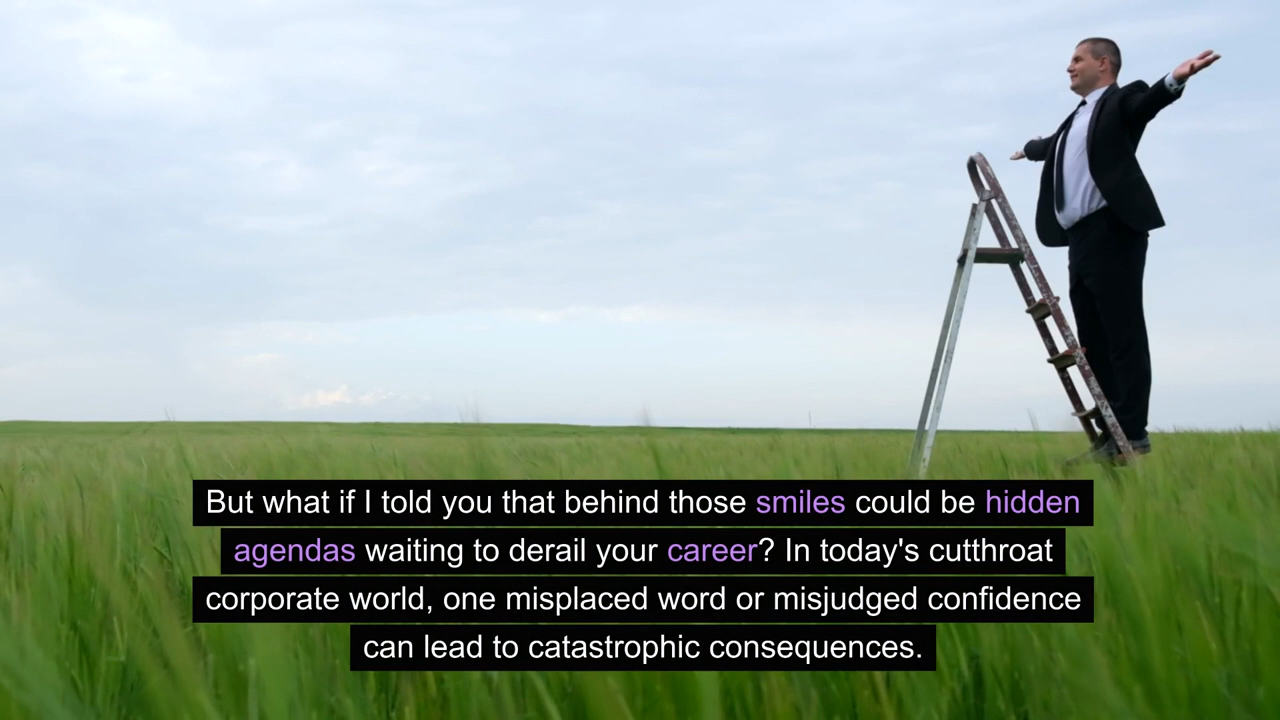 But what if I told you that behind those smiles could be hidden
agendas waiting to derail your career? In today's cutthroat
corporate world, one misplaced word or misjudged confidence
can lead to catastrophic consequences.